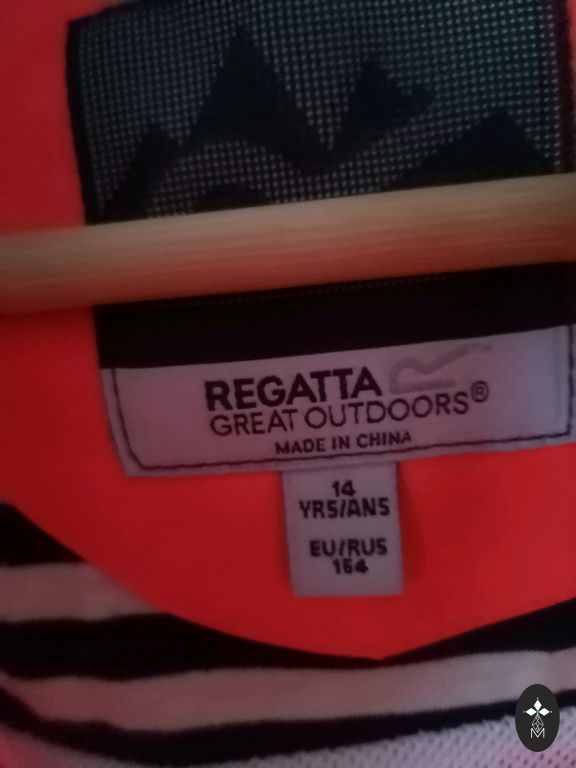 REGATTA
GREAT OUTDOORS®
MADE IN CHINA
14
YRS/ANS
EU/RUS
164